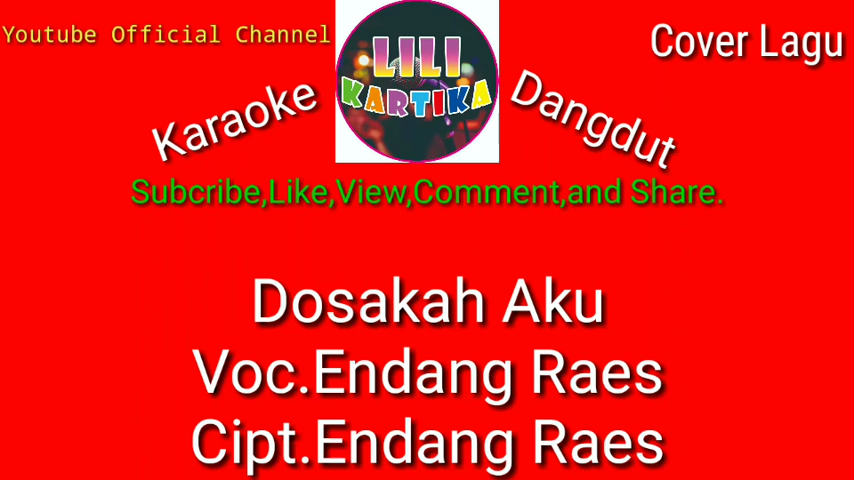 Youtube Official Channel
LILI
KARTIKA
Cover Lagu
Karaoke
Dangdut
Subcribe,Like,View,Comment,and Share.
Dosakah Aku
Voc.Endang Raes
Cipt.Endang Raes